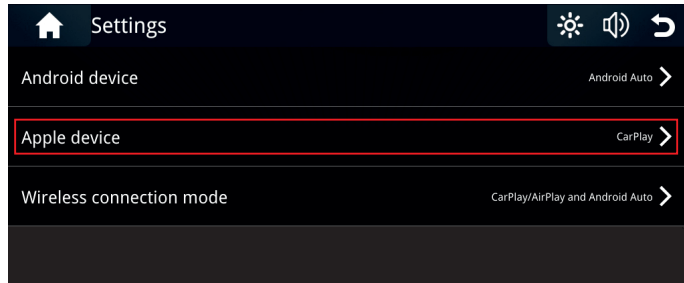 Settings
Android device Android Auto
Apple device CarPlay
Wireless connection mode CarPlay/AirPlay and Android Auto